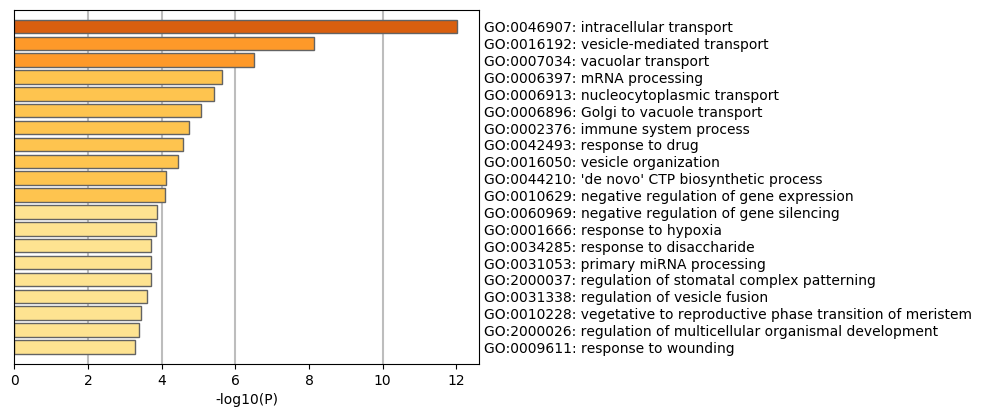 GO:0046907: intracellular transport
GO:0016192: vesicle-mediated transport
GO:0007034: vacuolar transport
GO:0006397: mRNA processing
GO:0006913: nucleocytoplasmic transport
GO:0006896: Golgi to vacuole transport
GO:0002376: immune system process
GO:0042493: response to drug
GO:0016050: vesicle organization
GO:0044210: 'de novo' CTP biosynthetic process
GO:0010629: negative regulation of gene expression
GO:0060969: negative regulation of gene silencing
GO:0001666: response to hypoxia
GO:0034285: response to disaccharide
GO:0031053: primary miRNA processing
GO:2000037: regulation of stomatal complex patterning
GO:0031338: regulation of vesicle fusion
GO:0010228: vegetative to reproductive phase transition of meristem
GO:2000026: regulation of multicellular organismal development
GO:0009611: response to wounding
0 2 4 6 8 10 12
-log10(P)